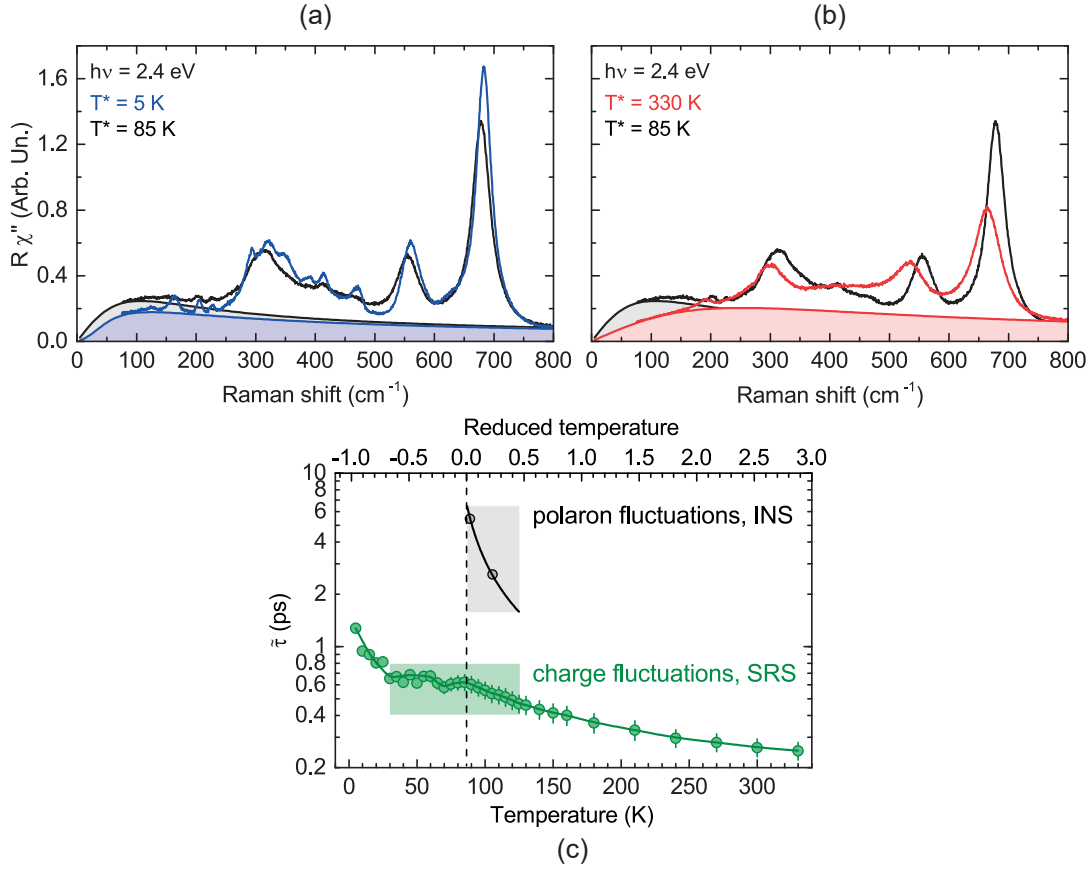 (a)
(b)
hν = 2.4 eV
T* = 5 K
T* = 85 K
hν = 2.4 eV
T* = 330 K
T* = 85 K
R χ'' (Arb. Un.)
1.6
1.2
0.8
0.4
0.0
0 100 200 300 400 500 600 700 800
0 100 200 300 400 500 600 700 800
Raman shift (cm⁻¹)
Raman shift (cm⁻¹)
Reduced temperature
-1.0 -0.5 0.0 0.5 1.0 1.5 2.0 2.5 3.0
10
8
6
4
2
1
0.8
0.6
0.4
0.2
τ̃ (ps)
polaron fluctuations, INS
charge fluctuations, SRS
0 50 100 150 200 250 300
Temperature (K)
(c)